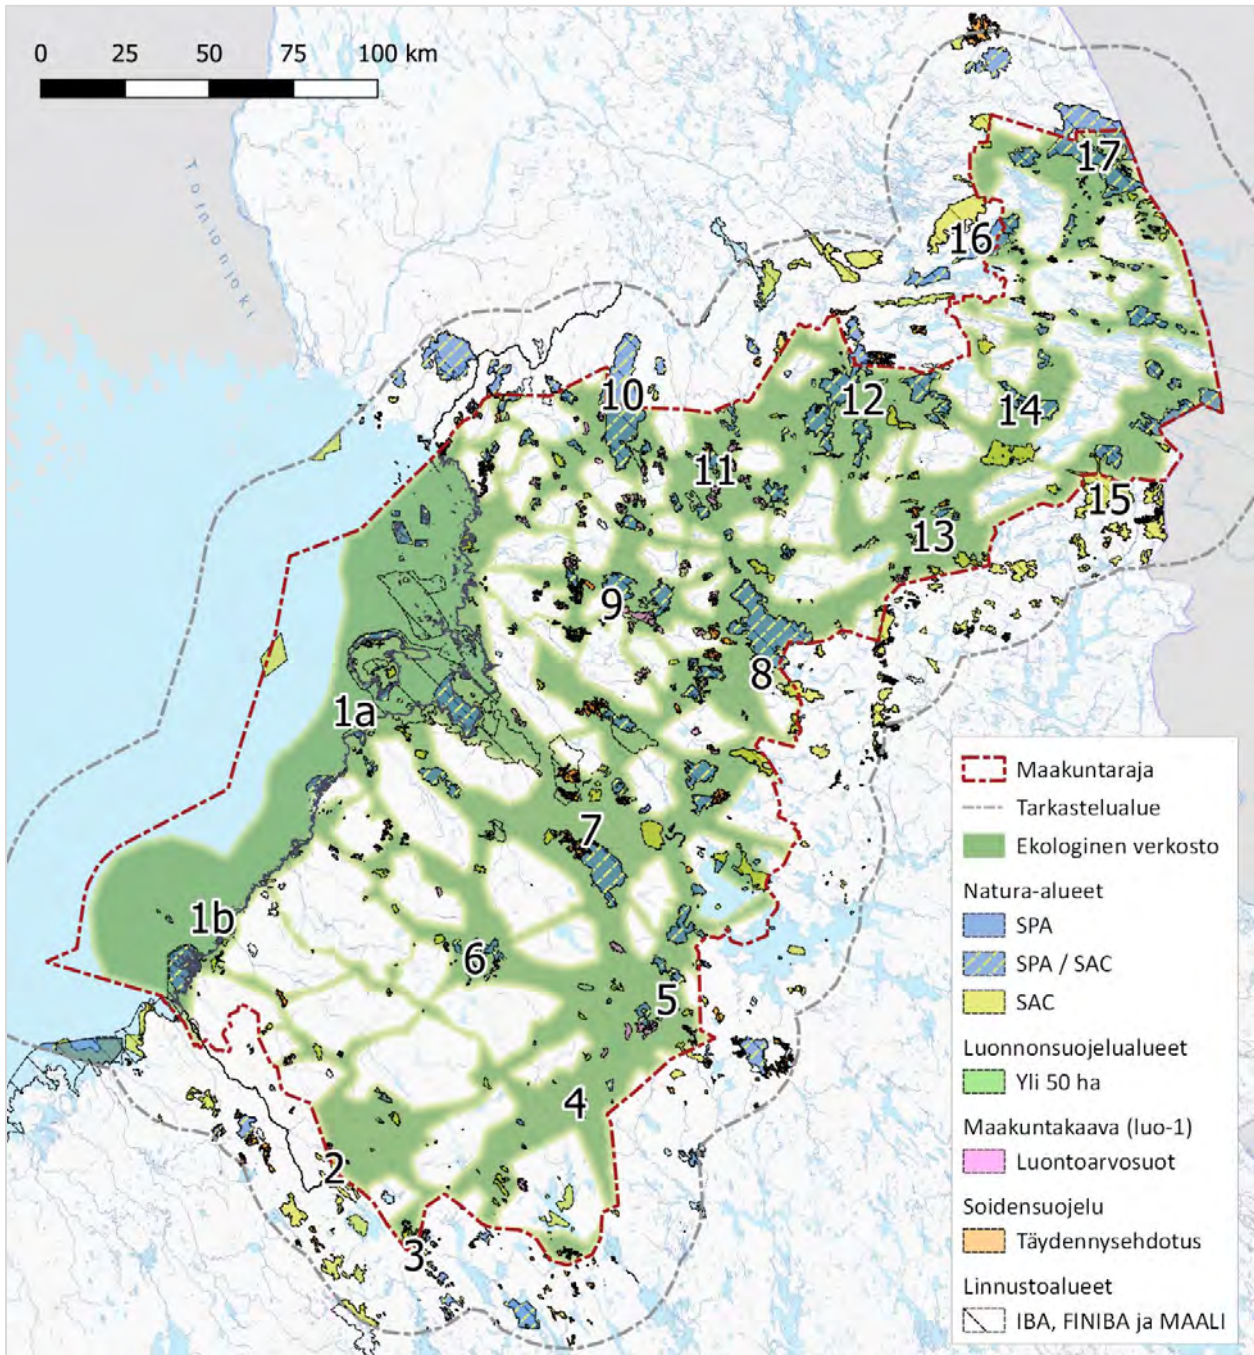 0 25 50 75 100 km
Tornionjoki
17
16
10
12
14
11
15
13
9
8
1a
7
1b
6
5
4
2
3
Maakuntaraja
Tarkastelualue
Ekologinen verkosto
Natura-alueet
SPA
SPA / SAC
SAC
Luonnonsuojelualueet
Yli 50 ha
Maakuntakaava (luo-1)
Luontoarvosuot
Soidensuojelu
Täydennysehdotus
Linnustoalueet
IBA, FINIBA ja MAALI